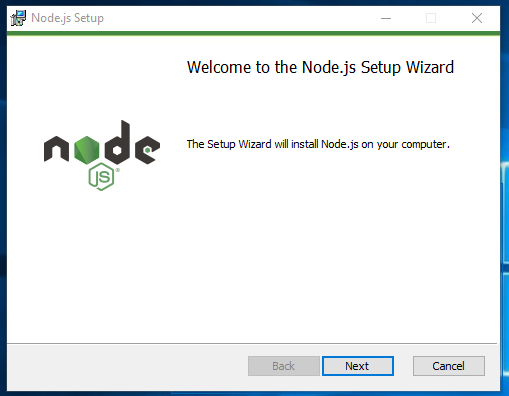 Node.js Setup
Welcome to the Node.js Setup Wizard
The Setup Wizard will install Node.js on your computer.
node
JS®
Back
Next
Cancel